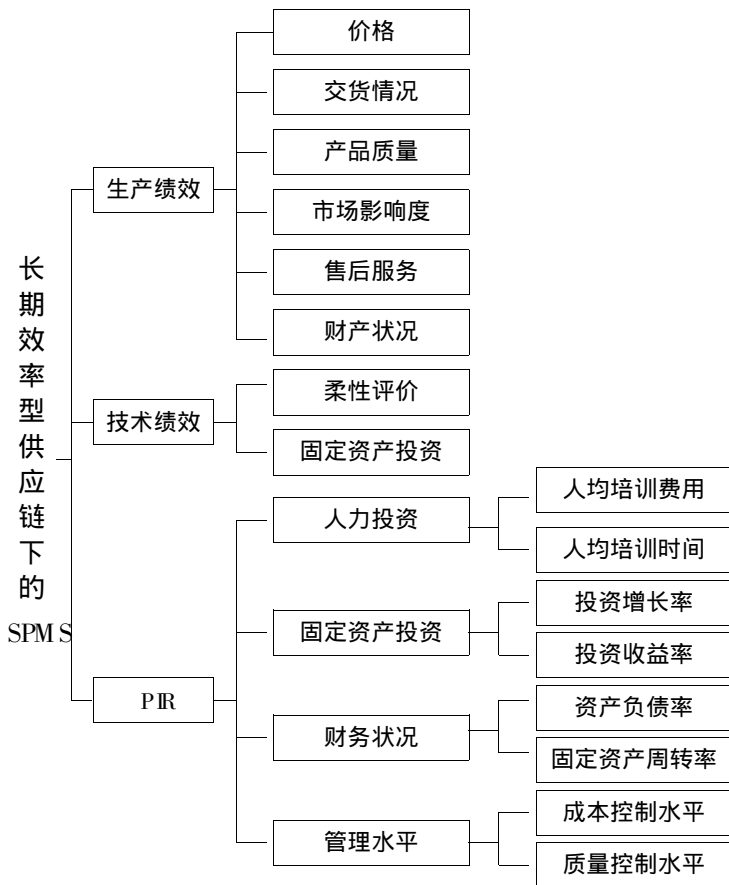 长期效率型供应链下的
SPMS
生产绩效
价格
交货情况
产品质量
市场影响度
售后服务
财产状况
技术绩效
柔性评价
固定资产投资
PIR
人力投资
人均培训费用
人均培训时间
固定资产投资
投资增长率
投资收益率
财务状况
资产负债率
固定资产周转率
管理水平
成本控制水平
质量控制水平